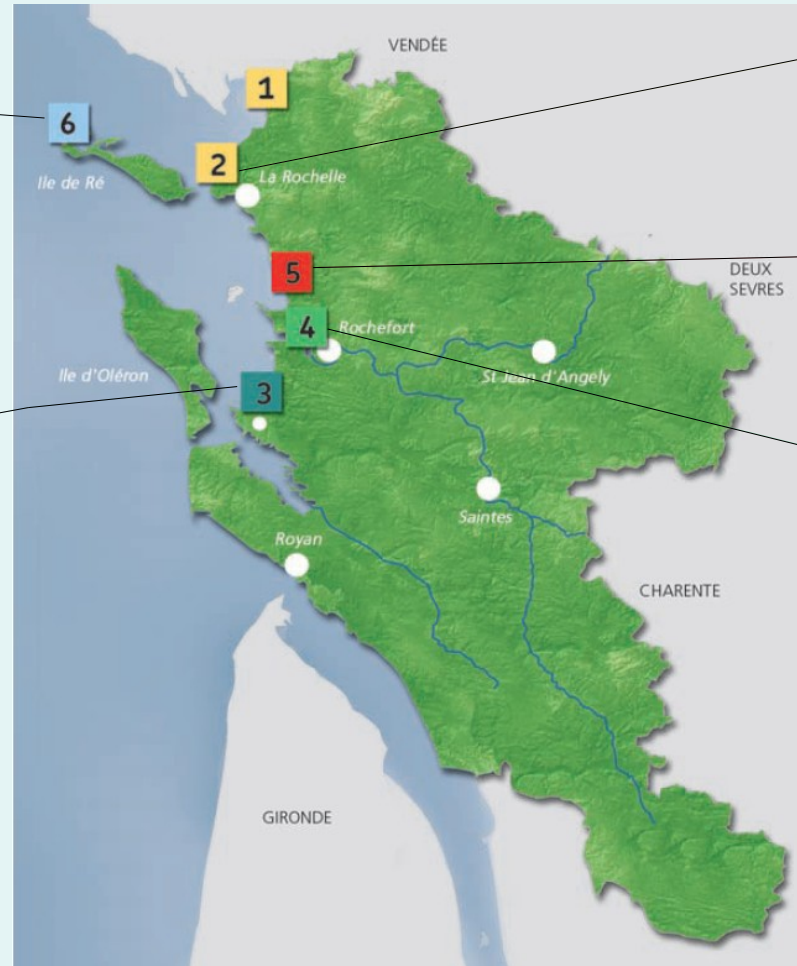 VENDÉE
1
6
2
La Rochelle
Ile de Ré
5
DEUX
SEVRES
4
Rochefort
Ile d'Oléron
St Jean d'Angely
3
Saintes
Royan
CHARENTE
GIRONDE